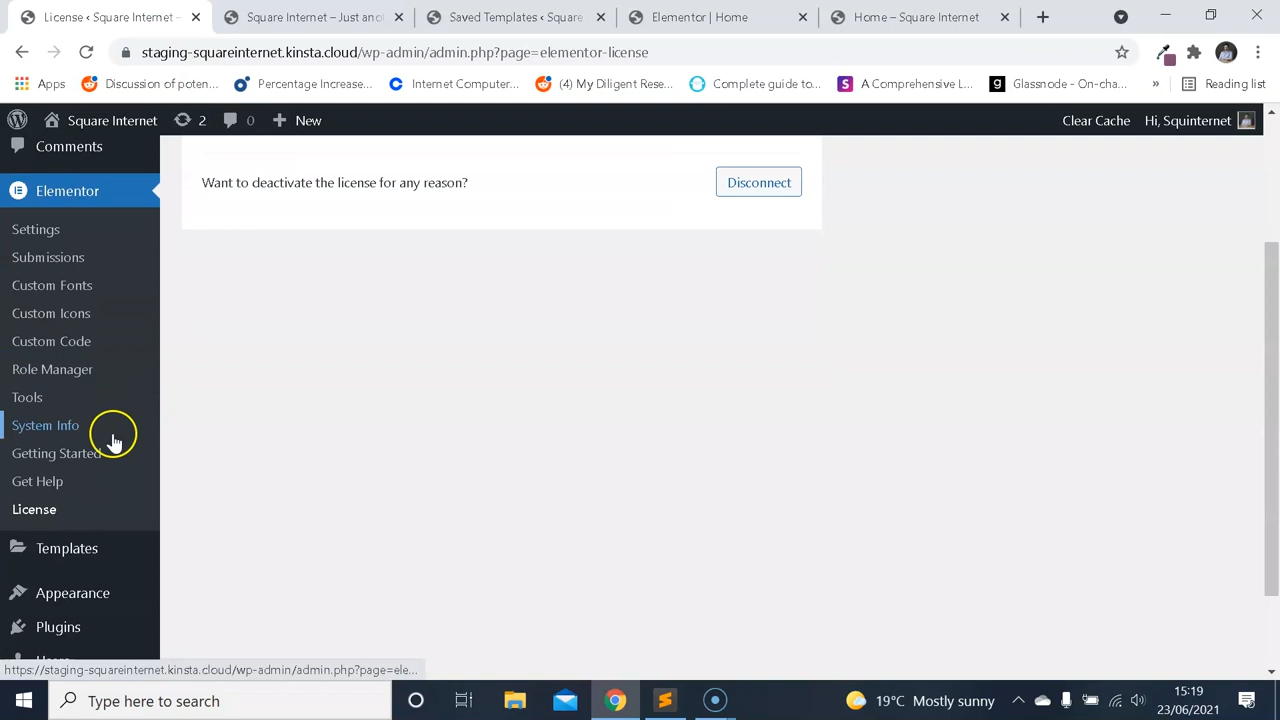 License ‹ Square Internet –
Square Internet – Just an
Saved Templates ‹ Square
Elementor | Home
Home – Square Internet
staging-squareinternet.kinsta.cloud/wp-admin/admin.php?page=elementor-license
Apps
Discussion of poten...
Percentage Increase...
Internet Computer...
(4) My Diligent Rese...
Complete guide to...
A Comprehensive L...
Glassnode - On-cha...
»
Reading list
Square Internet
2
0
New
Clear Cache
Hi, Squinternet
Comments
Elementor
Settings
Submissions
Custom Fonts
Custom Icons
Custom Code
Role Manager
Tools
System Info
Getting Started
Get Help
License
Templates
Appearance
Plugins
Want to deactivate the license for any reason?
Disconnect
https://staging-squareinternet.kinsta.cloud/wp-admin/admin.php?page=ele...
Type here to search
19°C Mostly sunny
15:19
23/06/2021